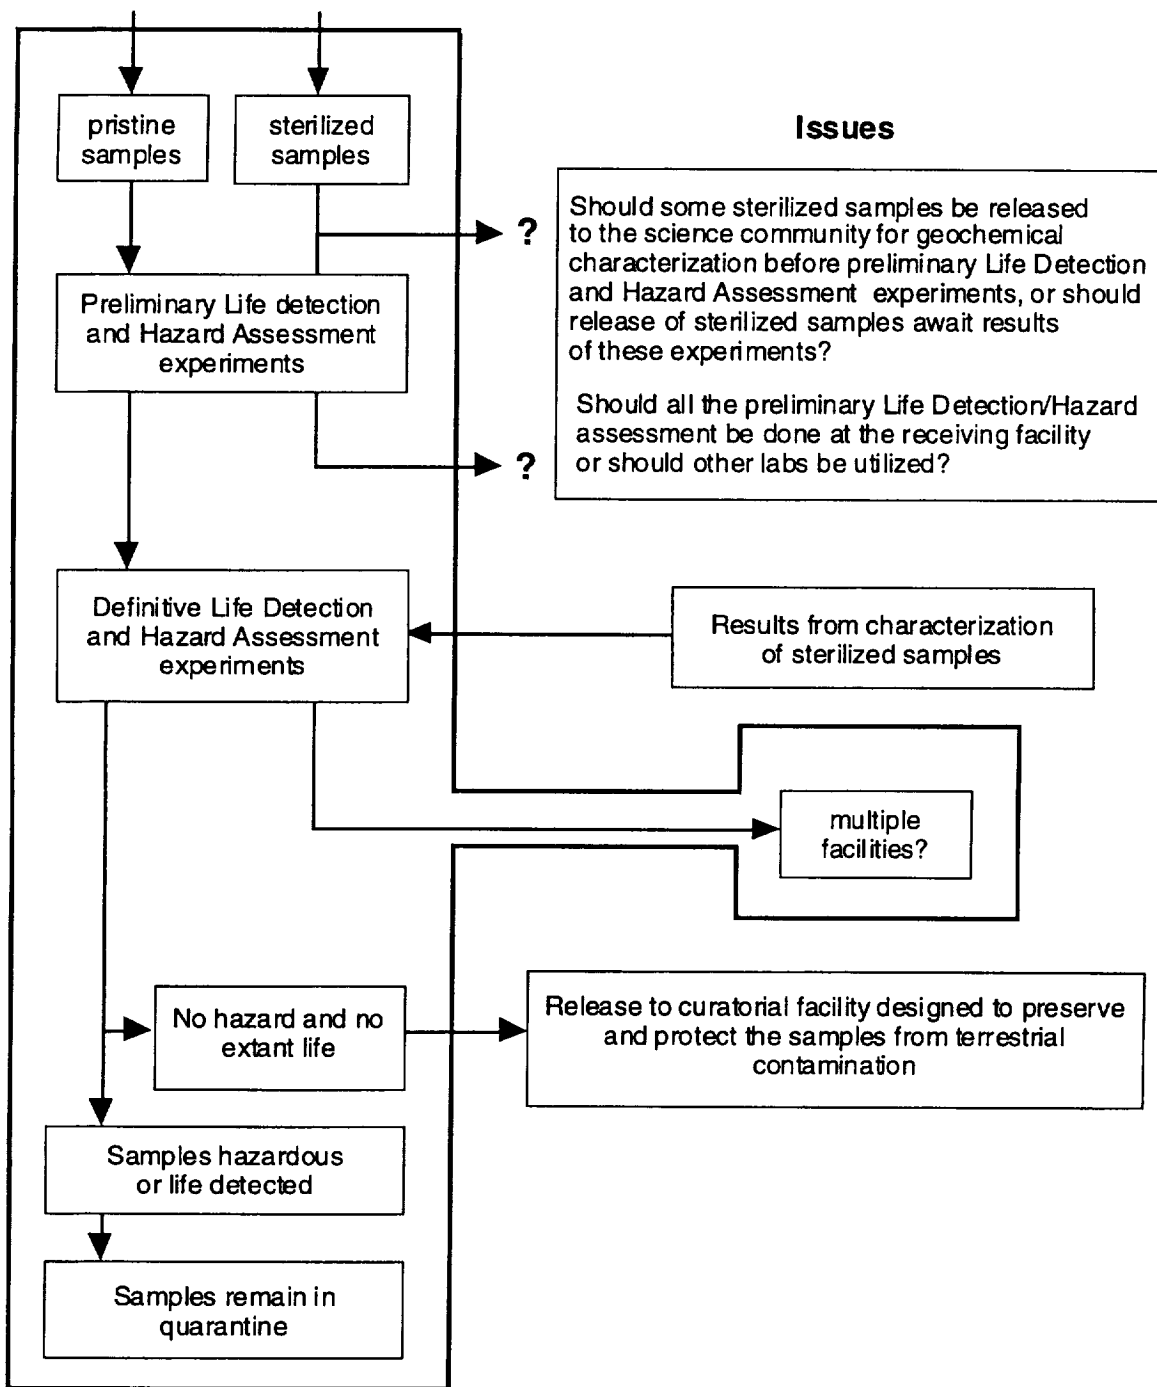 pristine
samples
sterilized
samples
Issues
?
Should some sterilized samples be released
to the science community for geochemical
characterization before preliminary Life Detection
and Hazard Assessment experiments, or should
release of sterilized samples await results
of these experiments?
Preliminary Life detection
and Hazard Assessment
experiments
Should all the preliminary Life Detection/Hazard
assessment be done at the receiving facility
or should other labs be utilized?
?
Definitive Life Detection
and Hazard Assessment
experiments
Results from characterization
of sterilized samples
multiple
facilities?
No hazard and no
extant life
Release to curatorial facility designed to preserve
and protect the samples from terrestrial
contamination
Samples hazardous
or life detected
Samples remain in
quarantine